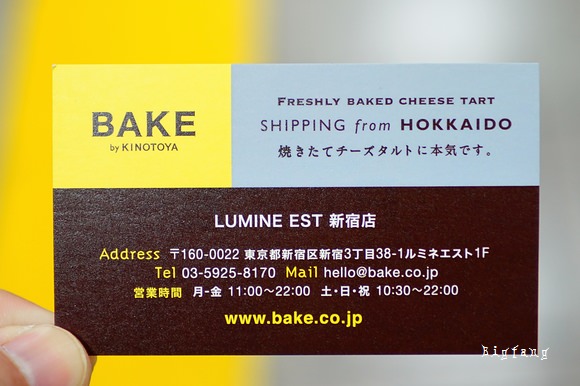 BAKE
by KINOTOYA
FRESHLY BAKED CHEESE TART
SHIPPING from HOKKAIDO
焼きたてチーズタルトに本気です。
LUMINE EST 新宿店
Address 〒160-0022 東京都新宿区新宿3丁目38-1ルミネエスト1F
Tel 03-5925-8170 Mail hello@bake.co.jp
営業時間 月-金 11:00〜22:00 土・日・祝 10:30〜22:00
www.bake.co.jp
Bigfang